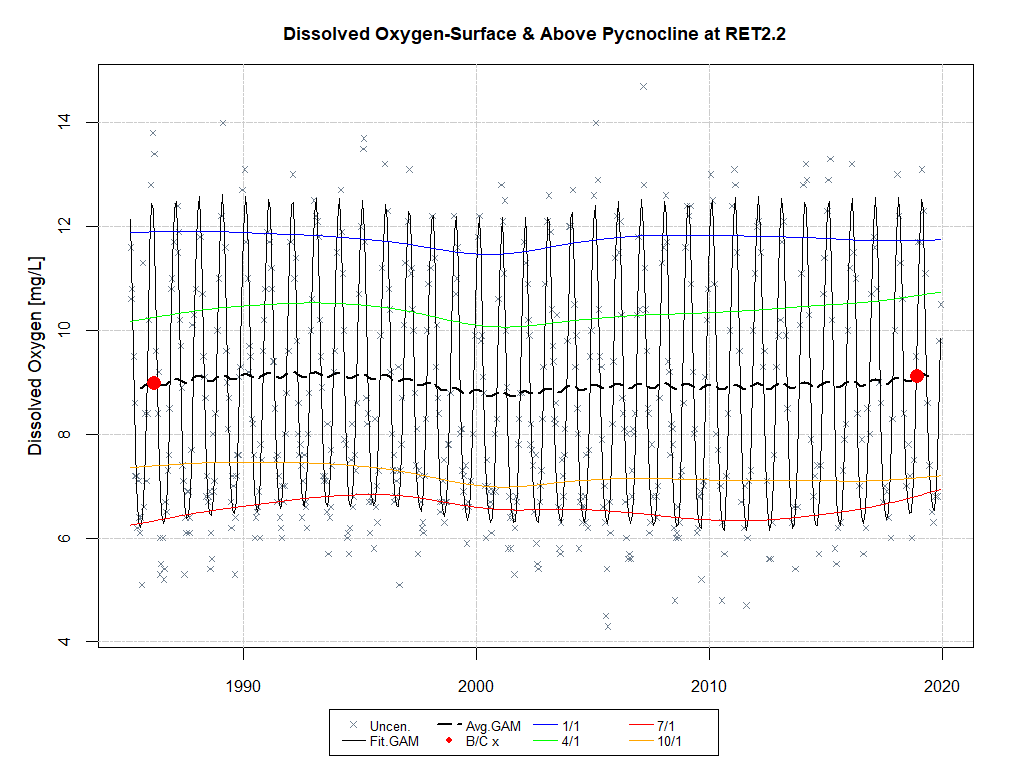 Dissolved Oxygen-Surface & Above Pycnocline at RET2.2
Dissolved Oxygen [mg/L]
14
12
10
8
6
4
1990 2000 2010 2020
Uncen. Avg.GAM 1/1 7/1
Fit.GAM B/C x 4/1 10/1